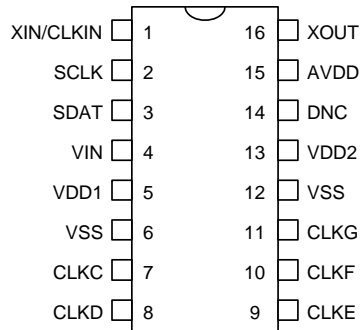 XIN/CLKIN 1 16 XOUT
SCLK 2 15 AVDD
SDAT 3 14 DNC
VIN 4 13 VDD2
VDD1 5 12 VSS
VSS 6 11 CLKG
CLKC 7 10 CLKF
CLKD 8 9 CLKE